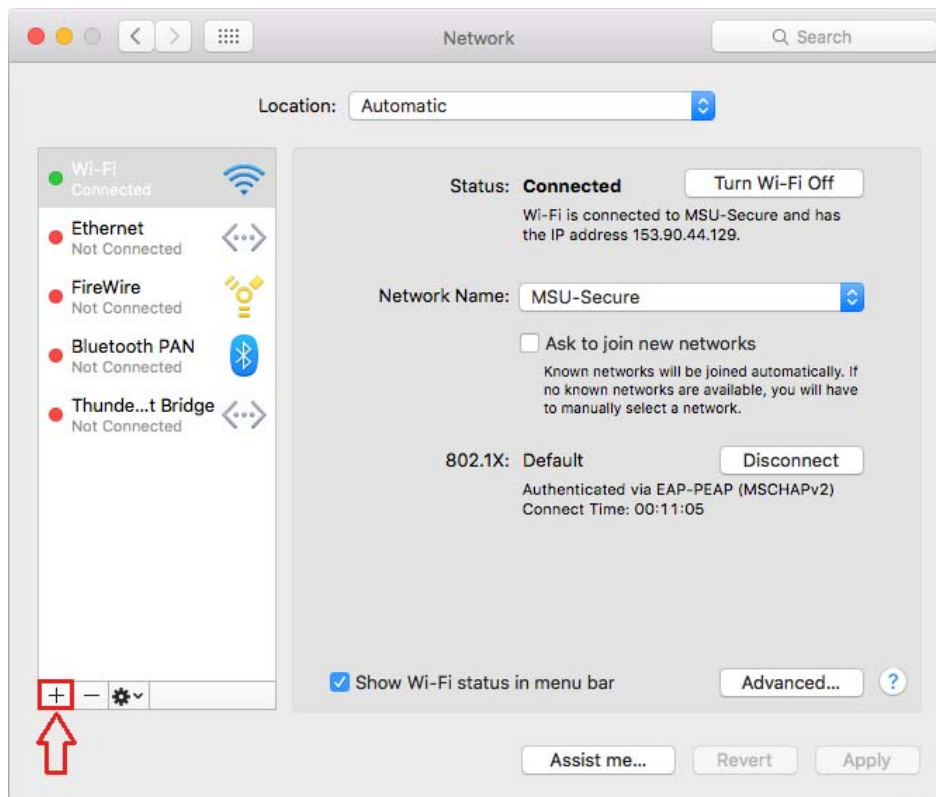 Network
Search
Location: Automatic
Wi-Fi
Connected
Ethernet
Not Connected
FireWire
Not Connected
Bluetooth PAN
Not Connected
Thunde...t Bridge
Not Connected
Status: Connected
Turn Wi-Fi Off
Wi-Fi is connected to MSU-Secure and has
the IP address 153.90.44.129.
Network Name: MSU-Secure
Ask to join new networks
Known networks will be joined automatically. If
no known networks are available, you will have
to manually select a network.
802.1X: Default
Disconnect
Authenticated via EAP-PEAP (MSCHAPv2)
Connect Time: 00:11:05
Show Wi-Fi status in menu bar
Advanced...
?
Assist me...
Revert
Apply